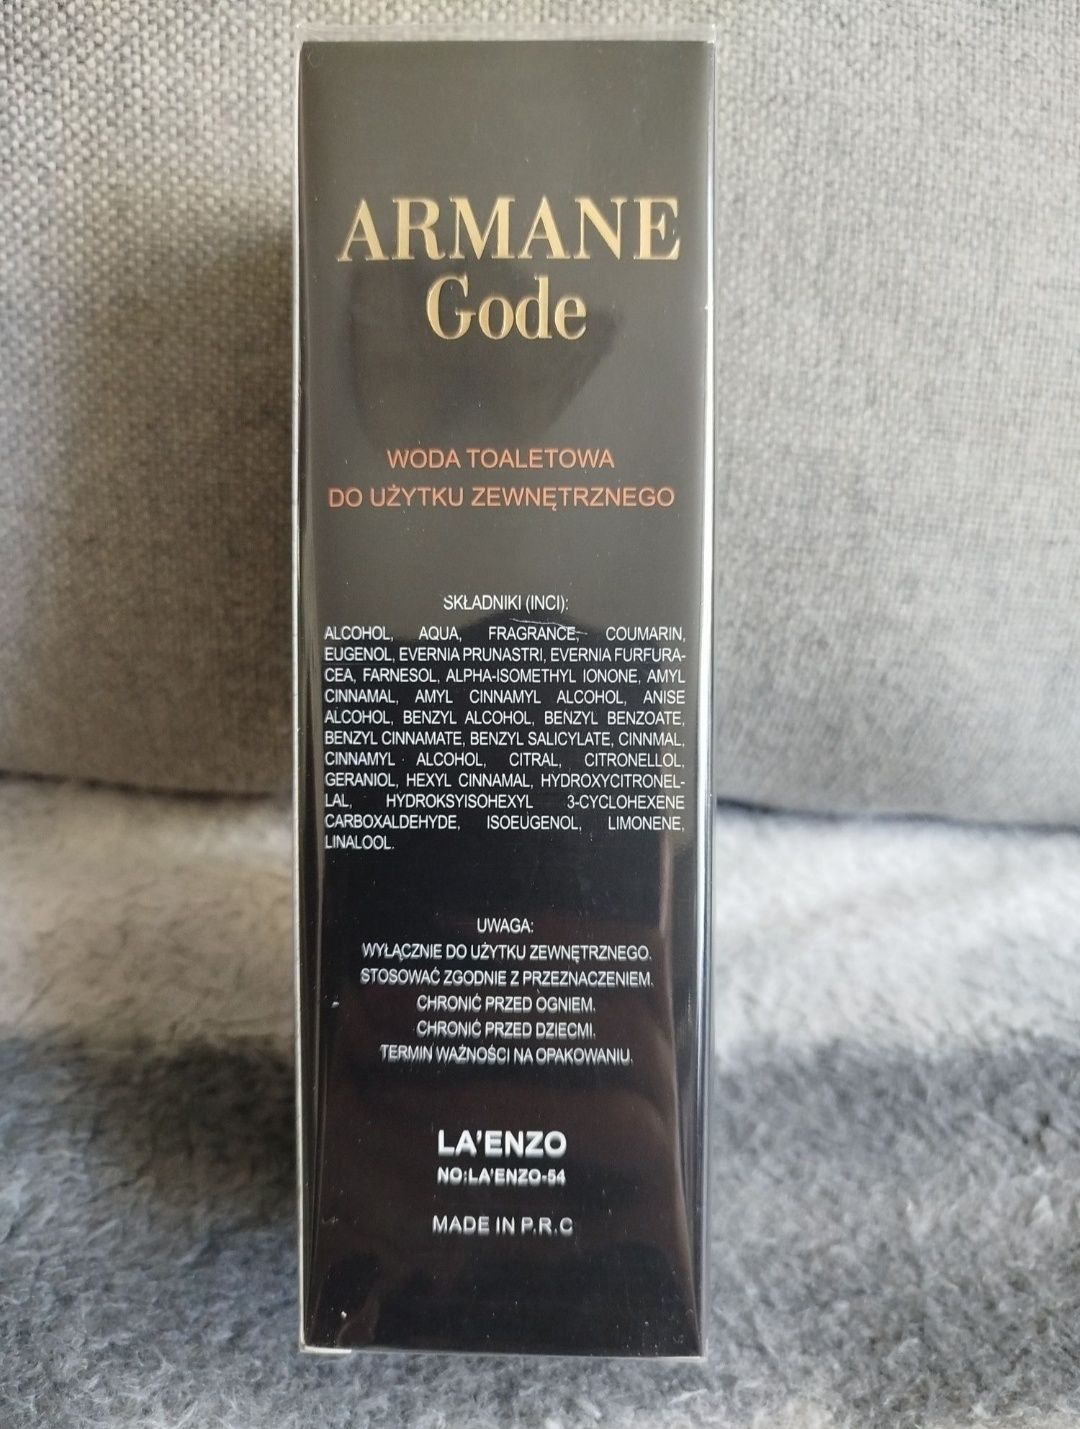 ARMANE
Gode
WODA TOALETOWA
DO UŻYTKU ZEWNĘTRZNEGO
SKŁADNIKI (INCI):
ALCOHOL, AQUA, FRAGRANCE, COUMARIN,
EUGENOL, EVERNIA PRUNASTRI, EVERNIA FURFURA-
CEA, FARNESOL, ALPHA-ISOMETHYL IONONE, AMYL
CINNAMAL, AMYL CINNAMYL ALCOHOL, ANISE
ALCOHOL, BENZYL ALCOHOL, BENZYL BENZOATE,
BENZYL CINNAMATE, BENZYL SALICYLATE, CINNMAL,
CINNAMYL ALCOHOL, CITRAL, CITRONELLOL,
GERANIOL, HEXYL CINNAMAL, HYDROXYCITRONEL-
LAL, HYDROKSYISOHEXYL 3-CYCLOHEXENE
CARBOXALDEHYDE, ISOEUGENOL, LIMONENE,
LINALOOL.
UWAGA:
WYŁĄCZNIE DO UŻYTKU ZEWNĘTRZNEGO.
STOSOWAĆ ZGODNIE Z PRZEZNACZENIEM.
CHRONIĆ PRZED OGNIEM.
CHRONIĆ PRZED DZIECMI.
TERMIN WAŻNOŚCI NA OPAKOWANIU.
LA'ENZO
NO:LA'ENZO-54
MADE IN P.R.C